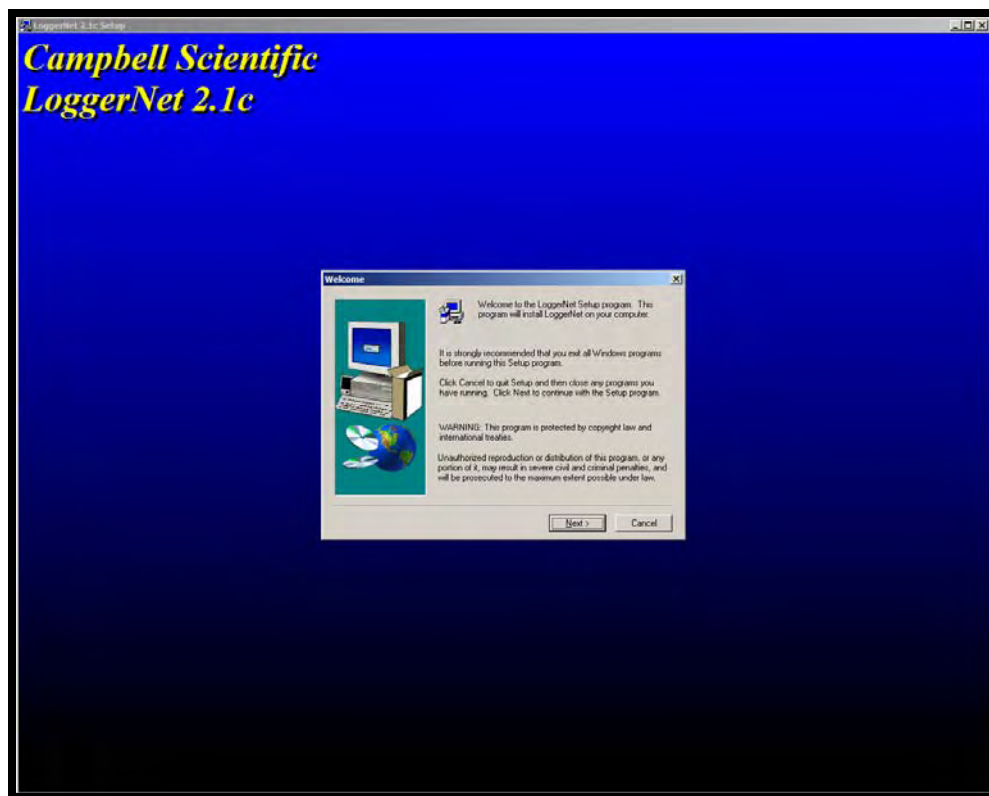 LoggerNet 2.1c Setup
Campbell Scientific
LoggerNet 2.1c
Welcome
Welcome to the LoggerNet Setup program. This
program will install LoggerNet on your computer.
It is strongly recommended that you exit all Windows programs
before running this Setup program.
Click Cancel to quit Setup and then close any programs you
have running. Click Next to continue with the Setup program.
WARNING: This program is protected by copyright law and
international treaties.
Unauthorized reproduction or distribution of this program, or any
portion of it, may result in severe civil and criminal penalties, and
will be prosecuted to the maximum extent possible under law.
Next >
Cancel